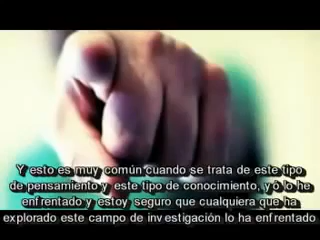 Y esto es muy común cuando se trata de este tipo
de pensamiento y este tipo de conocimiento, yo lo he
enfrentado y estoy seguro que cualquiera que ha
explorado este campo de investigación lo ha enfrentado